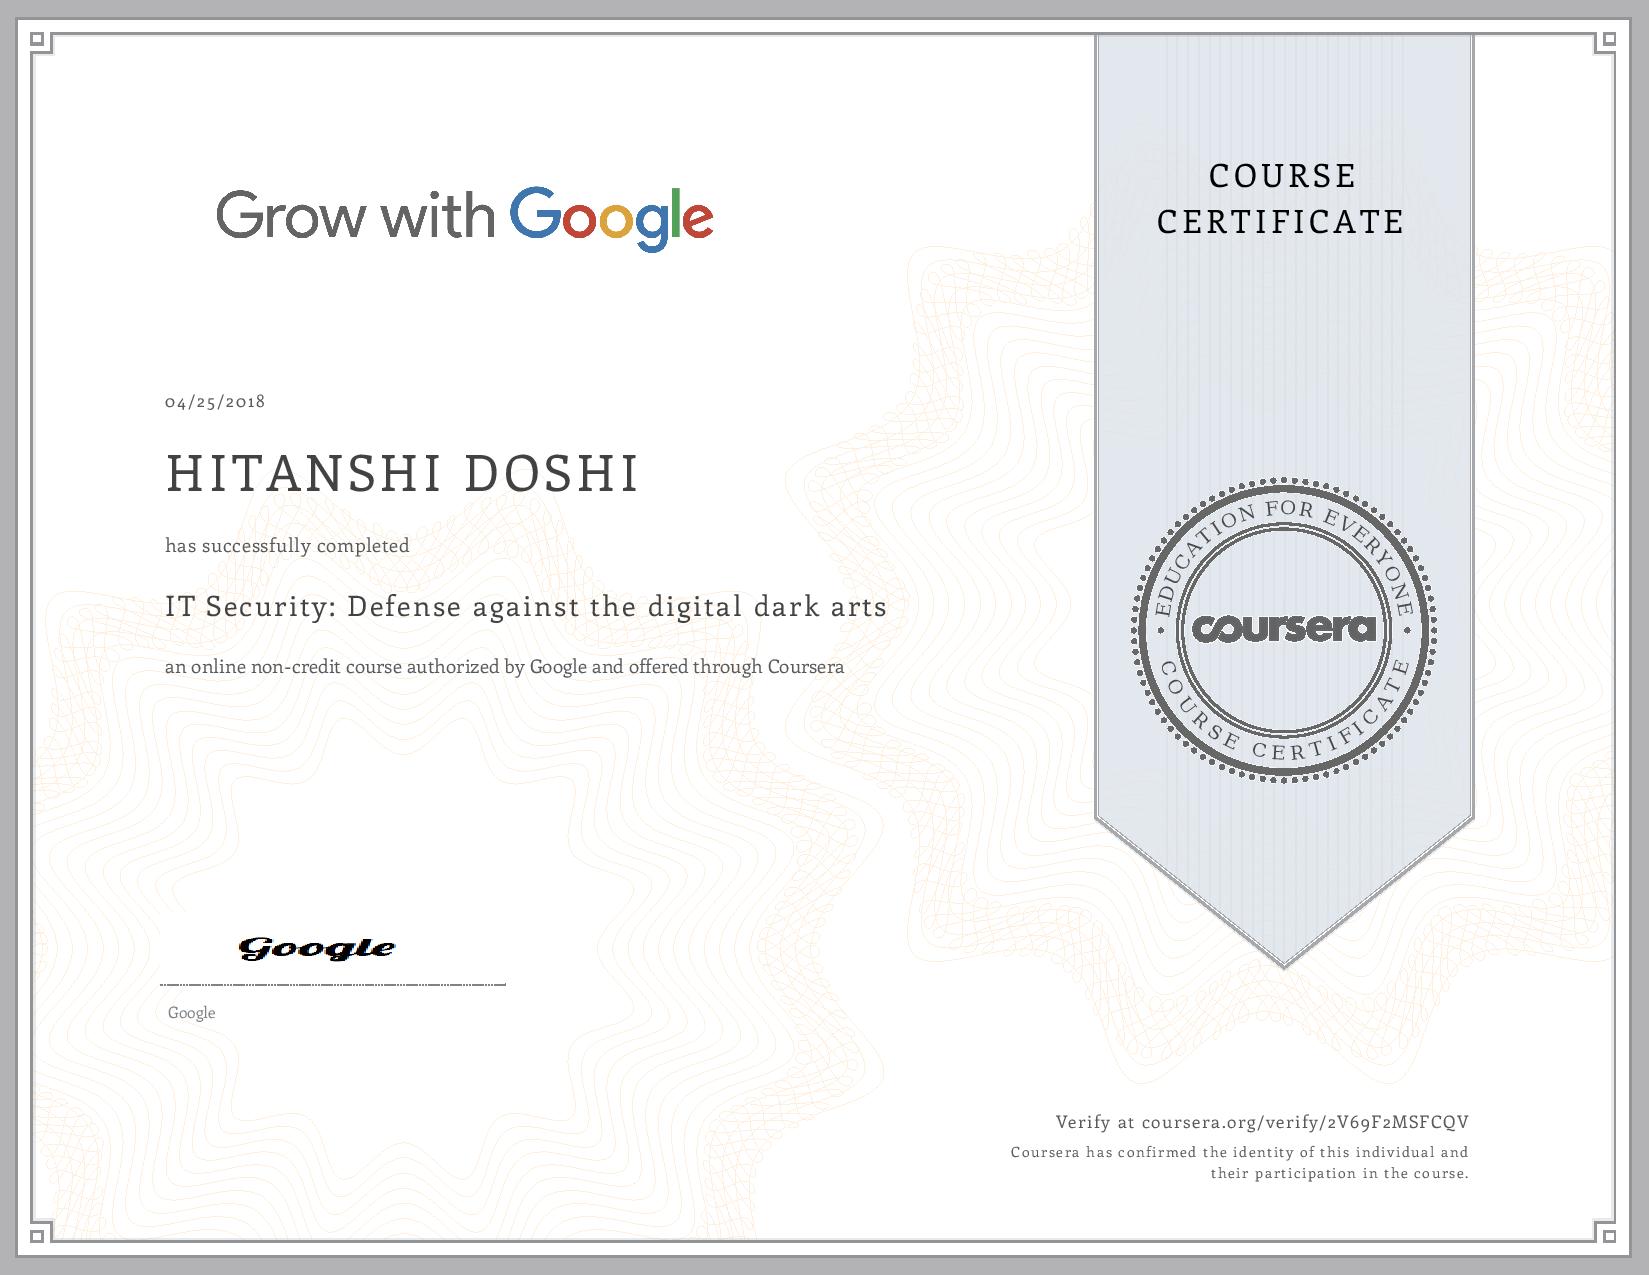 Grow with Google
COURSE
CERTIFICATE
04/25/2018
HITANSHI DOSHI
has successfully completed
IT Security: Defense against the digital dark arts
an online non-credit course authorized by Google and offered through Coursera
EDUCATION FOR EVERYONE
coursera
COURSE CERTIFICATE
Google
Google
Verify at coursera.org/verify/2V69F2MSFCQV
Coursera has confirmed the identity of this individual and
their participation in the course.